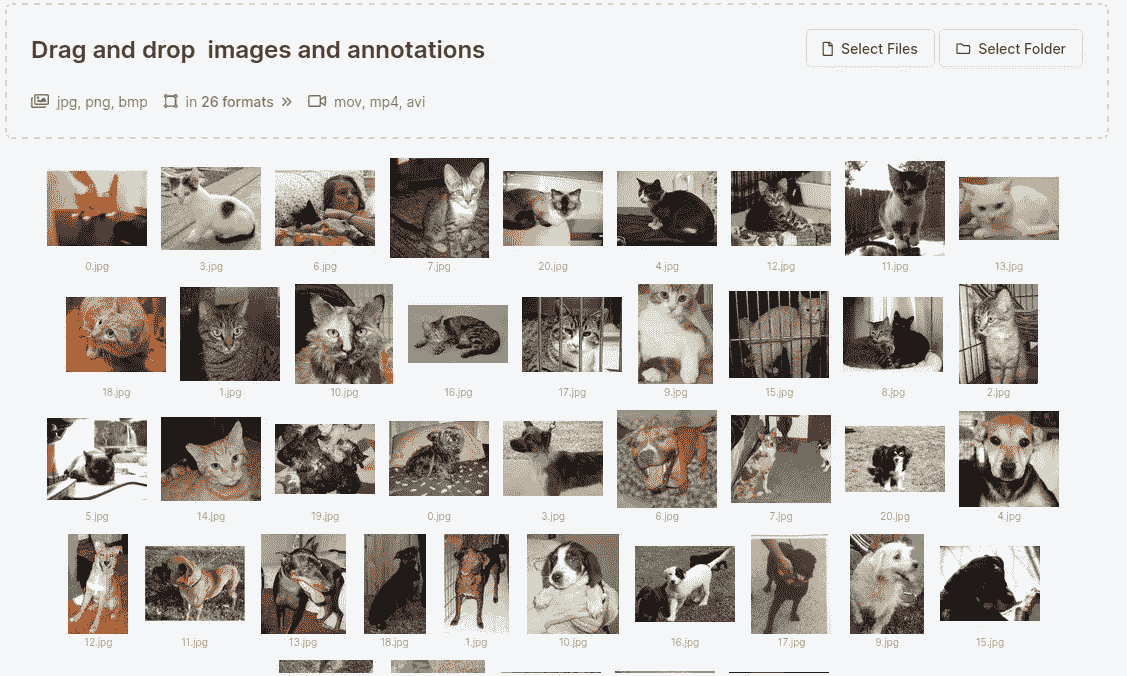 Drag and drop images and annotations
Select Files
Select Folder
jpg, png, bmp
in 26 formats »
mov, mp4, avi
0.jpg
3.jpg
6.jpg
7.jpg
20.jpg
4.jpg
12.jpg
11.jpg
13.jpg
18.jpg
1.jpg
10.jpg
16.jpg
17.jpg
9.jpg
15.jpg
8.jpg
2.jpg
5.jpg
14.jpg
19.jpg
0.jpg
3.jpg
6.jpg
7.jpg
20.jpg
4.jpg
12.jpg
11.jpg
13.jpg
18.jpg
1.jpg
10.jpg
16.jpg
17.jpg
9.jpg
15.jpg